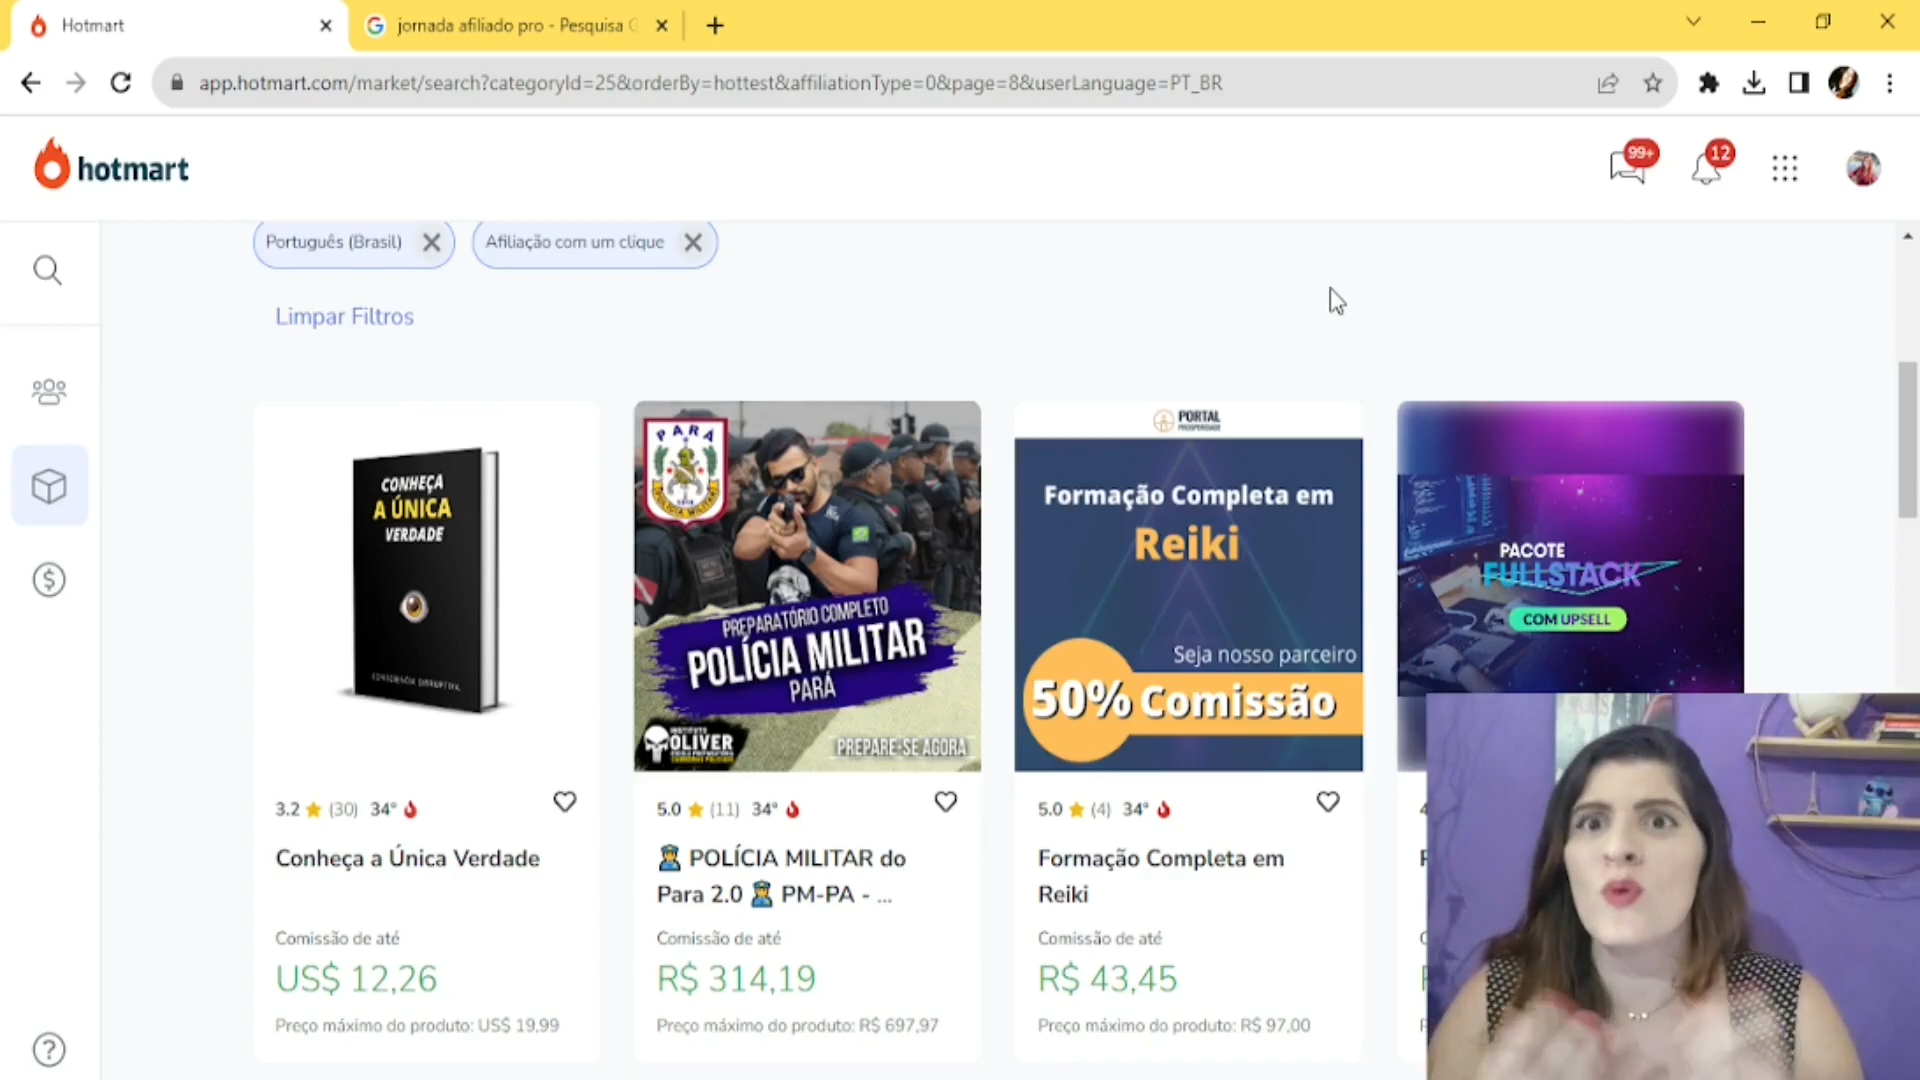 Hotmart
jornada afiliado pro - Pesquisa G
app.hotmart.com/market/search?categoryId=25&orderBy=hottest&affiliationType=0&page=8&userLanguage=PT_BR
hotmart
99+
12
Português (Brasil)
Afiliação com um clique
Limpar Filtros
CONHEÇA
A ÚNICA
VERDADE
CONSCIÊNCIA DISRUPTIVA
3.2 (30) 34°
Conheça a Única Verdade
Comissão de até
US$ 12,26
Preço máximo do produto: US$ 19,99
PARÁ
PREPARATÓRIO COMPLETO
POLÍCIA MILITAR
PARÁ
INSTITUTO
OLIVER
PREPARE-SE AGORA
5.0 (11) 34°
POLÍCIA MILITAR do
Para 2.0 PM-PA - ...
Comissão de até
R$ 314,19
Preço máximo do produto: R$ 697,97
PORTAL
PROSPERIDADE
Formação Completa em
Reiki
Seja nosso parceiro
50% Comissão
5.0 (4) 34°
Formação Completa em
Reiki
Comissão de até
R$ 43,45
Preço máximo do produto: R$ 97,00
PACOTE
FULLSTACK
COM UPSELL